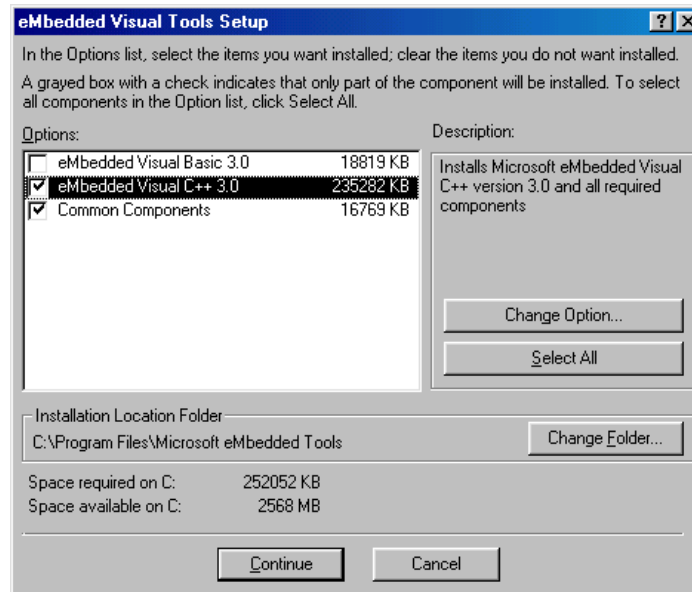 eMbedded Visual Tools Setup
In the Options list, select the items you want installed; clear the items you do not want installed.
A grayed box with a check indicates that only part of the component will be installed. To select
all components in the Option list, click Select All.
Options:
Description:
eMbedded Visual Basic 3.0 18819 KB
eMbedded Visual C++ 3.0 235282 KB
Common Components 16769 KB
Installs Microsoft eMbedded Visual
C++ version 3.0 and all required
components
Change Option...
Select All
Installation Location Folder
C:\Program Files\Microsoft eMbedded Tools
Change Folder...
Space required on C: 252052 KB
Space available on C: 2568 MB
Continue
Cancel